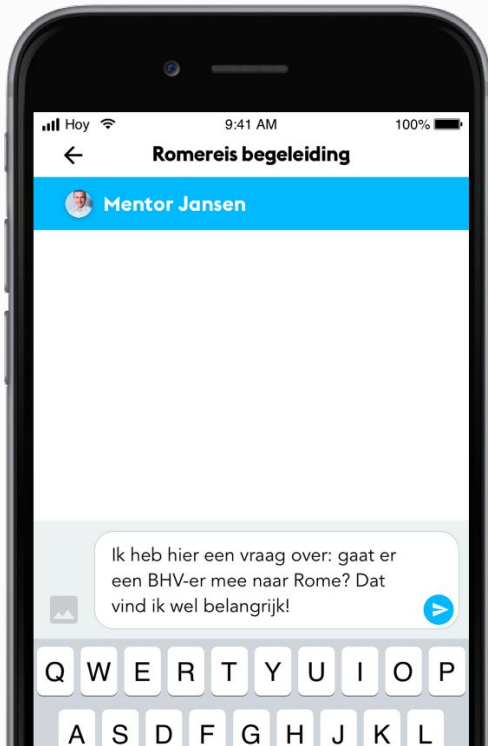 Hoy 9:41 AM 100%
Romereis begeleiding
Mentor Jansen
Ik heb hier een vraag over: gaat er
een BHV-er mee naar Rome? Dat
vind ik wel belangrijk!
Q W E R T Y U I O P
A S D F G H J K L